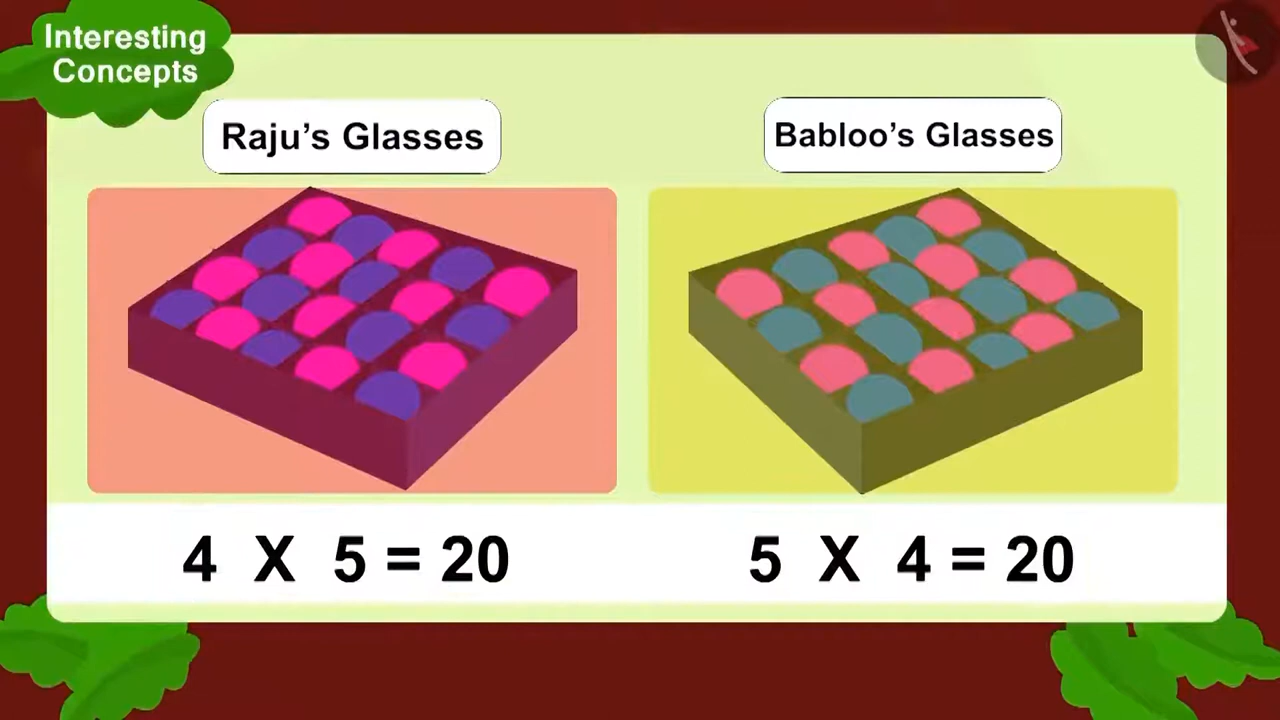 Interesting
Concepts
Raju’s Glasses
Babloo’s Glasses
4 X 5 = 20
5 X 4 = 20